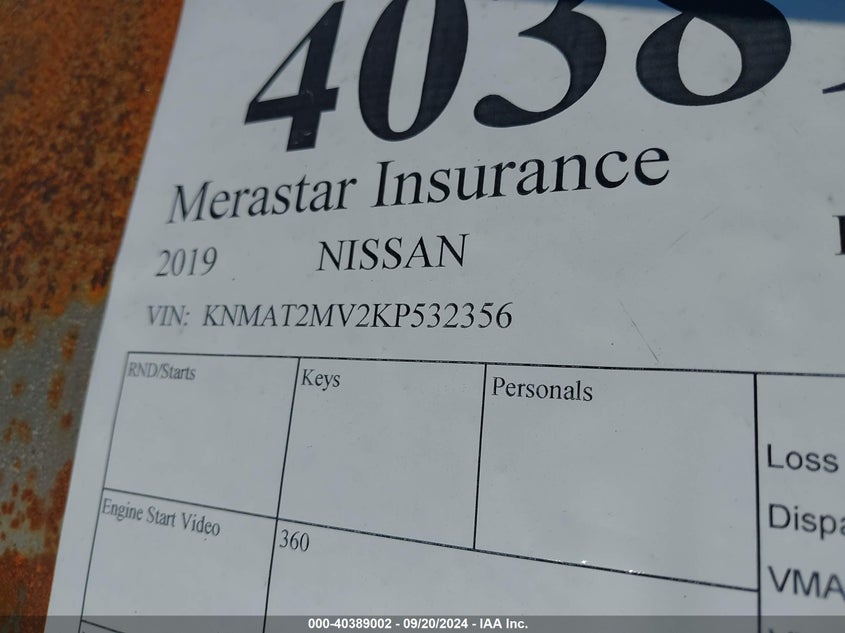 4038
Merastar Insurance
2019 NISSAN
VIN: KNMAT2MV2KP532356
RND/Starts Keys Personals
Loss
Engine Start Video 360
Dispa
VMA
000-40389002 - 09/20/2024 - IAA Inc.